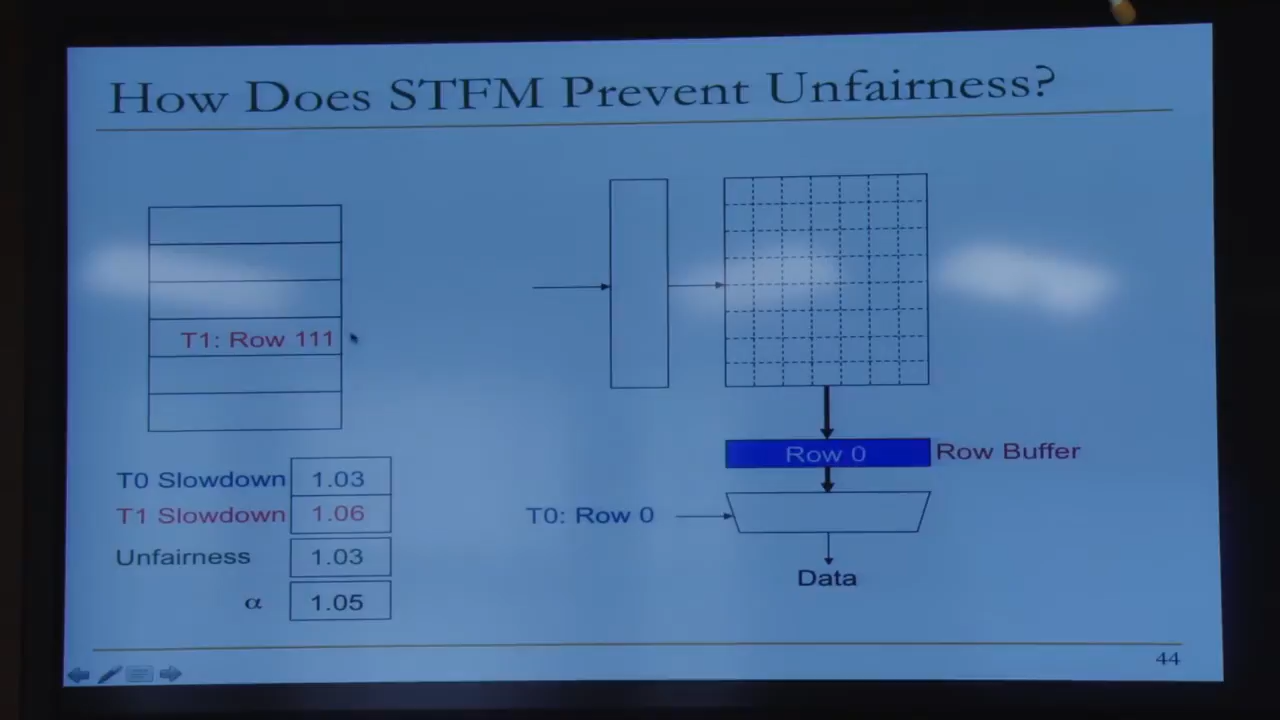 How Does STFM Prevent Unfairness?
T1: Row 111
T0 Slowdown 1.03
T1 Slowdown 1.06
Unfairness 1.03
α 1.05
Row 0
Row Buffer
T0: Row 0
Data
44